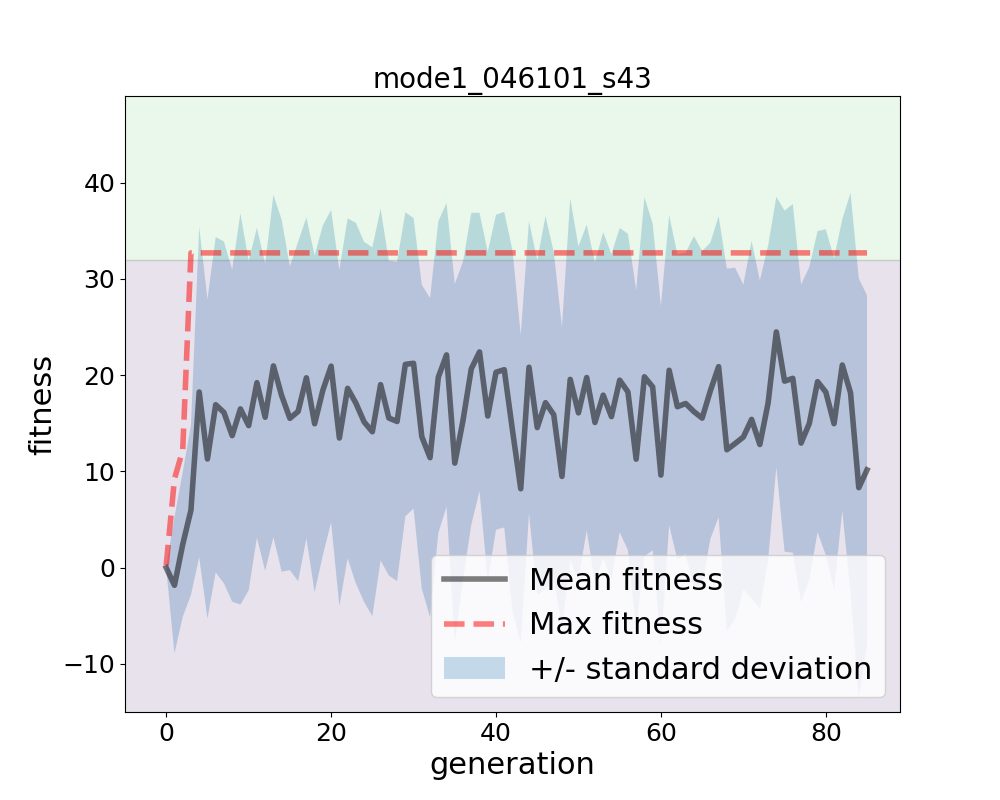 mode1_046101_s43
fitness
40
30
20
10
0
−10
Mean fitness
Max fitness
+/- standard deviation
0 20 40 60 80
generation